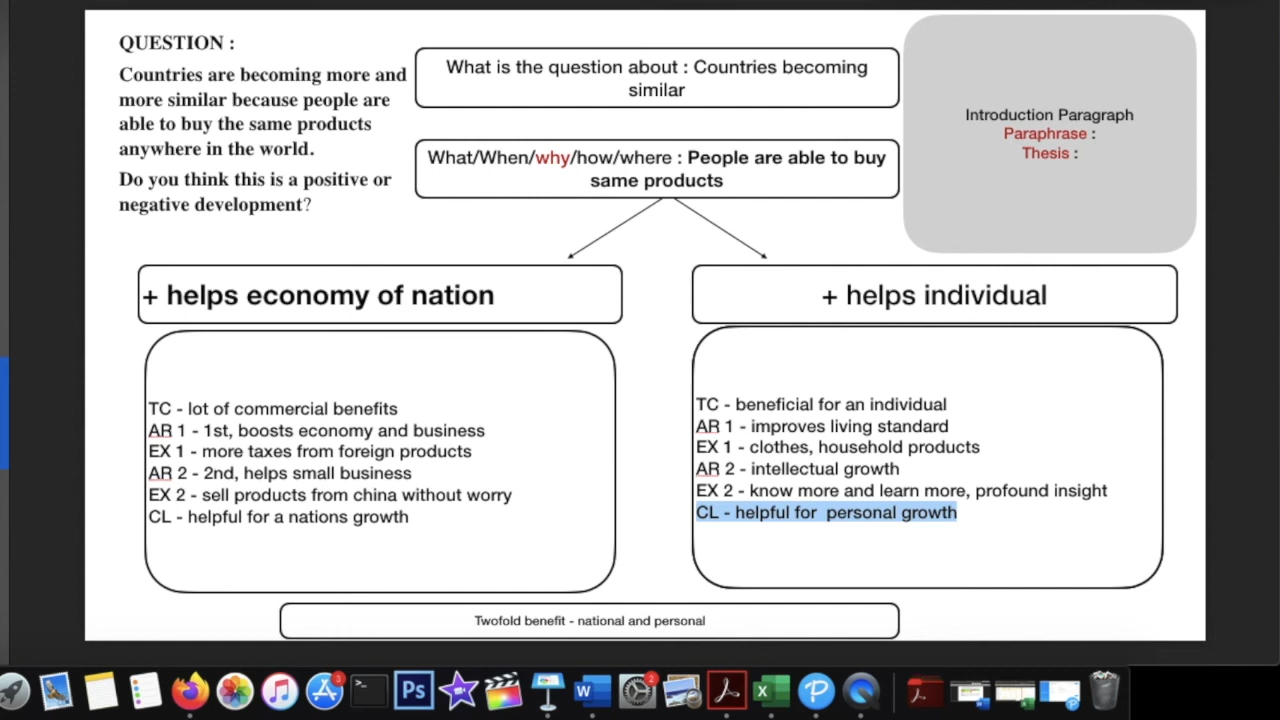 QUESTION :
Countries are becoming more and
more similar because people are
able to buy the same products
anywhere in the world.
Do you think this is a positive or
negative development?
What is the question about : Countries becoming
similar
What/When/why/how/where : People are able to buy
same products
Introduction Paragraph
Paraphrase :
Thesis :
+ helps economy of nation
TC - lot of commercial benefits
AR 1 - 1st, boosts economy and business
EX 1 - more taxes from foreign products
AR 2 - 2nd, helps small business
EX 2 - sell products from china without worry
CL - helpful for a nations growth
+ helps individual
TC - beneficial for an individual
AR 1 - improves living standard
EX 1 - clothes, household products
AR 2 - intellectual growth
EX 2 - know more and learn more, profound insight
CL - helpful for  personal growth
Twofold benefit - national and personal
3
>_
Ps
W
2
X
P